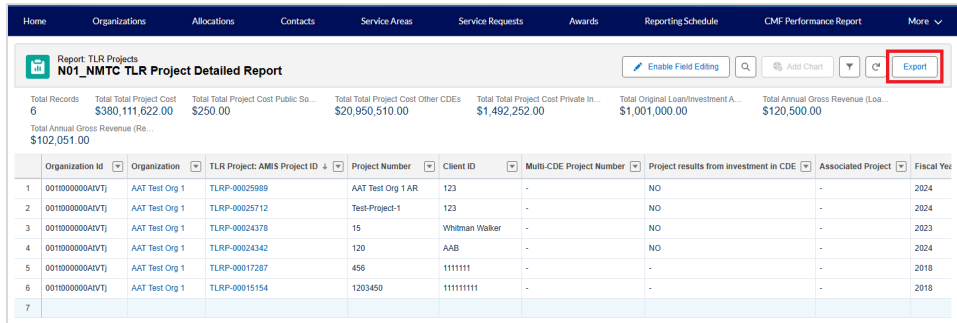 Home Organizations Allocations Contacts Service Areas Service Requests Awards Reporting Schedule CMF Performance Report More
Report: TLR Projects
N01_NMTC TLR Project Detailed Report
Enable Field Editing Add Chart Export
Total Records Total Total Project Cost Total Total Project Cost Public So... Total Total Project Cost Other CDEs Total Total Project Cost Private In... Total Original Loan/Investment A... Total Annual Gross Revenue (Loa...
6 $380,111,622.00 $250.00 $20,950,510.00 $1,492,252.00 $1,001,000.00 $120,500.00
Total Annual Gross Revenue (Re...
$102,051.00
Organization Id Organization TLR Project: AMIS Project ID ↓ Project Number Client ID Multi-CDE Project Number Project results from investment in CDE Associated Project Fiscal Yea
1 001t000000AtVTj AAT Test Org 1 TLRP-00025989 AAT Test Org 1 AR 123 - NO - 2024
2 001t000000AtVTj AAT Test Org 1 TLRP-00025712 Test-Project-1 123 - NO - 2024
3 001t000000AtVTj AAT Test Org 1 TLRP-00024378 15 Whitman Walker - NO - 2023
4 001t000000AtVTj AAT Test Org 1 TLRP-00024342 120 AAB - NO - 2024
5 001t000000AtVTj AAT Test Org 1 TLRP-00017287 456 1111111 - - - 2018
6 001t000000AtVTj AAT Test Org 1 TLRP-00015154 1203450 111111111 - - - 2018
7